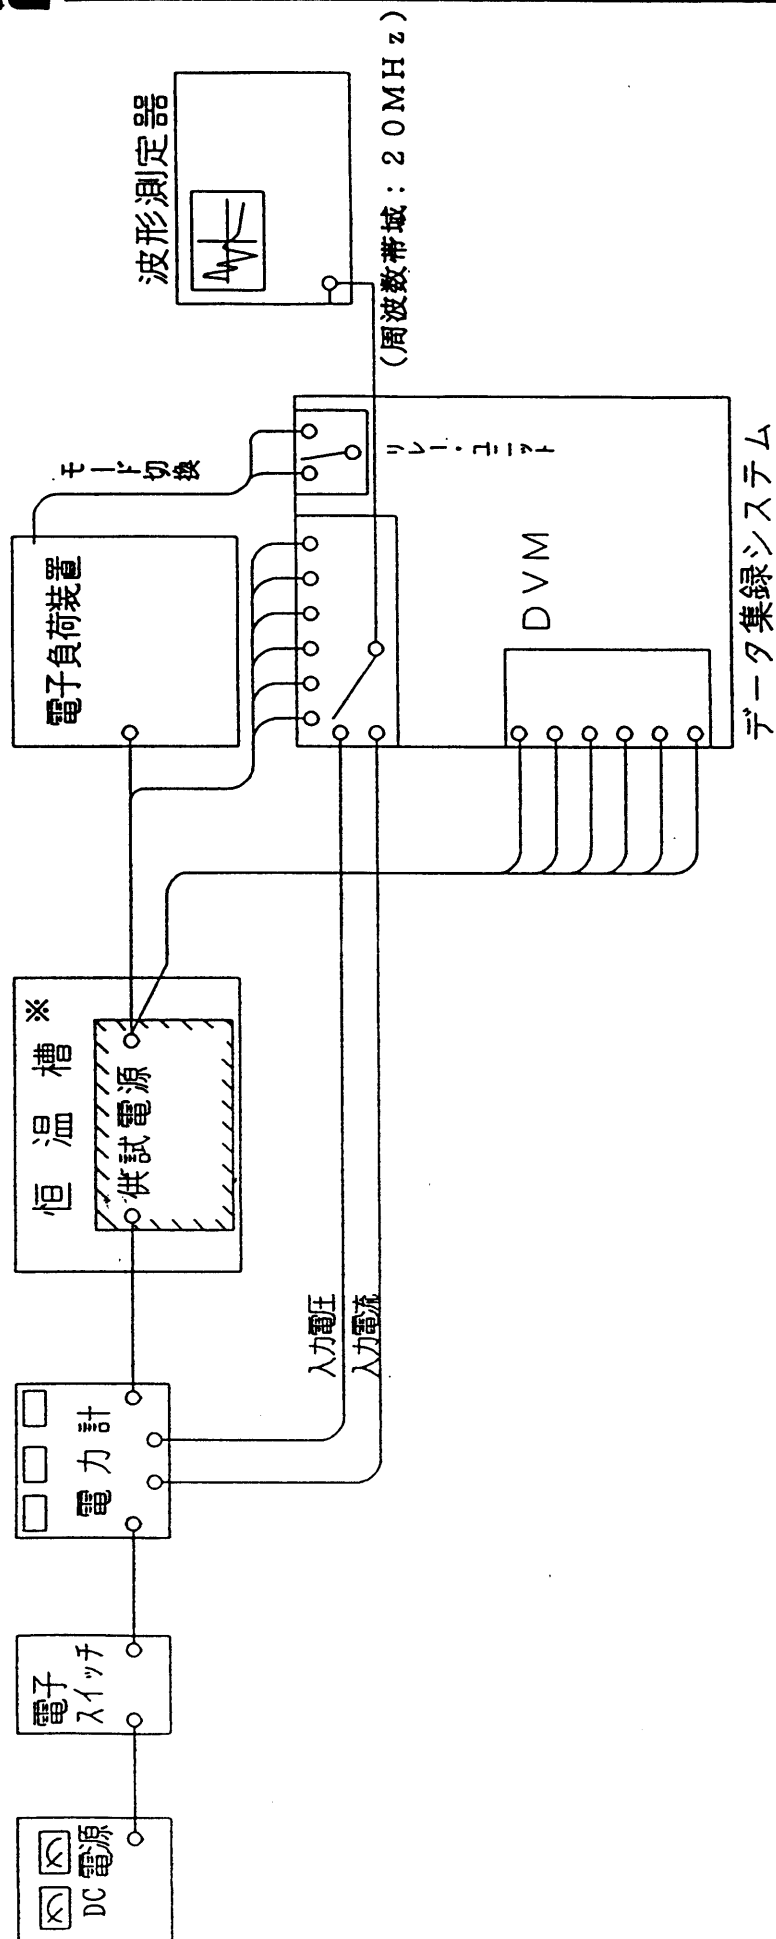 DC 電源
電子
スイッチ
電力計
入力電圧
入力電流
恒温槽 ※
供試電源
電子負荷装置
モード切換
リレー・ユニット
DVM
データ集録システム
波形測定器
(周波数帯域：20MHz)